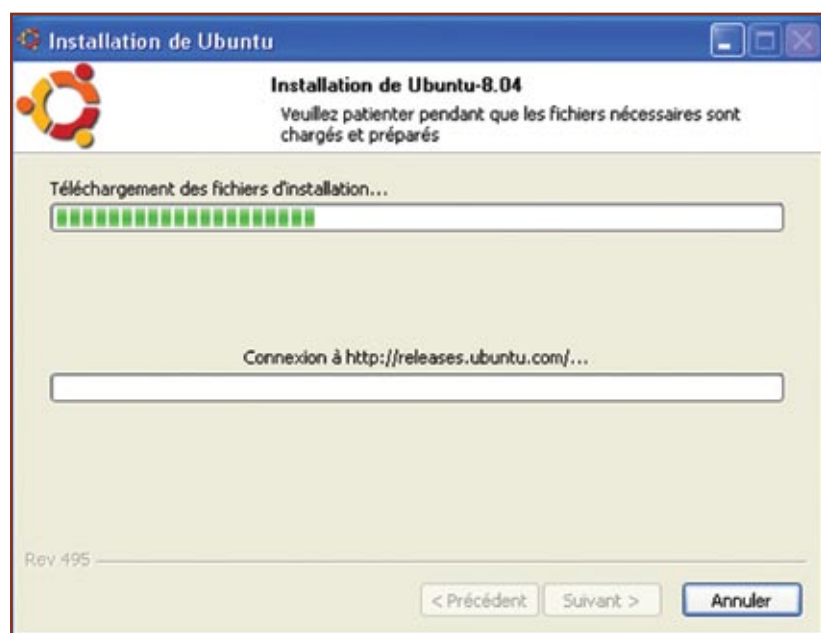 Installation de Ubuntu
Installation de Ubuntu-8.04
Veuillez patienter pendant que les fichiers nécessaires sont
chargés et préparés
Téléchargement des fichiers d'installation...
Connexion à http://releases.ubuntu.com/...
Rev 495
< Précédent Suivant > Annuler